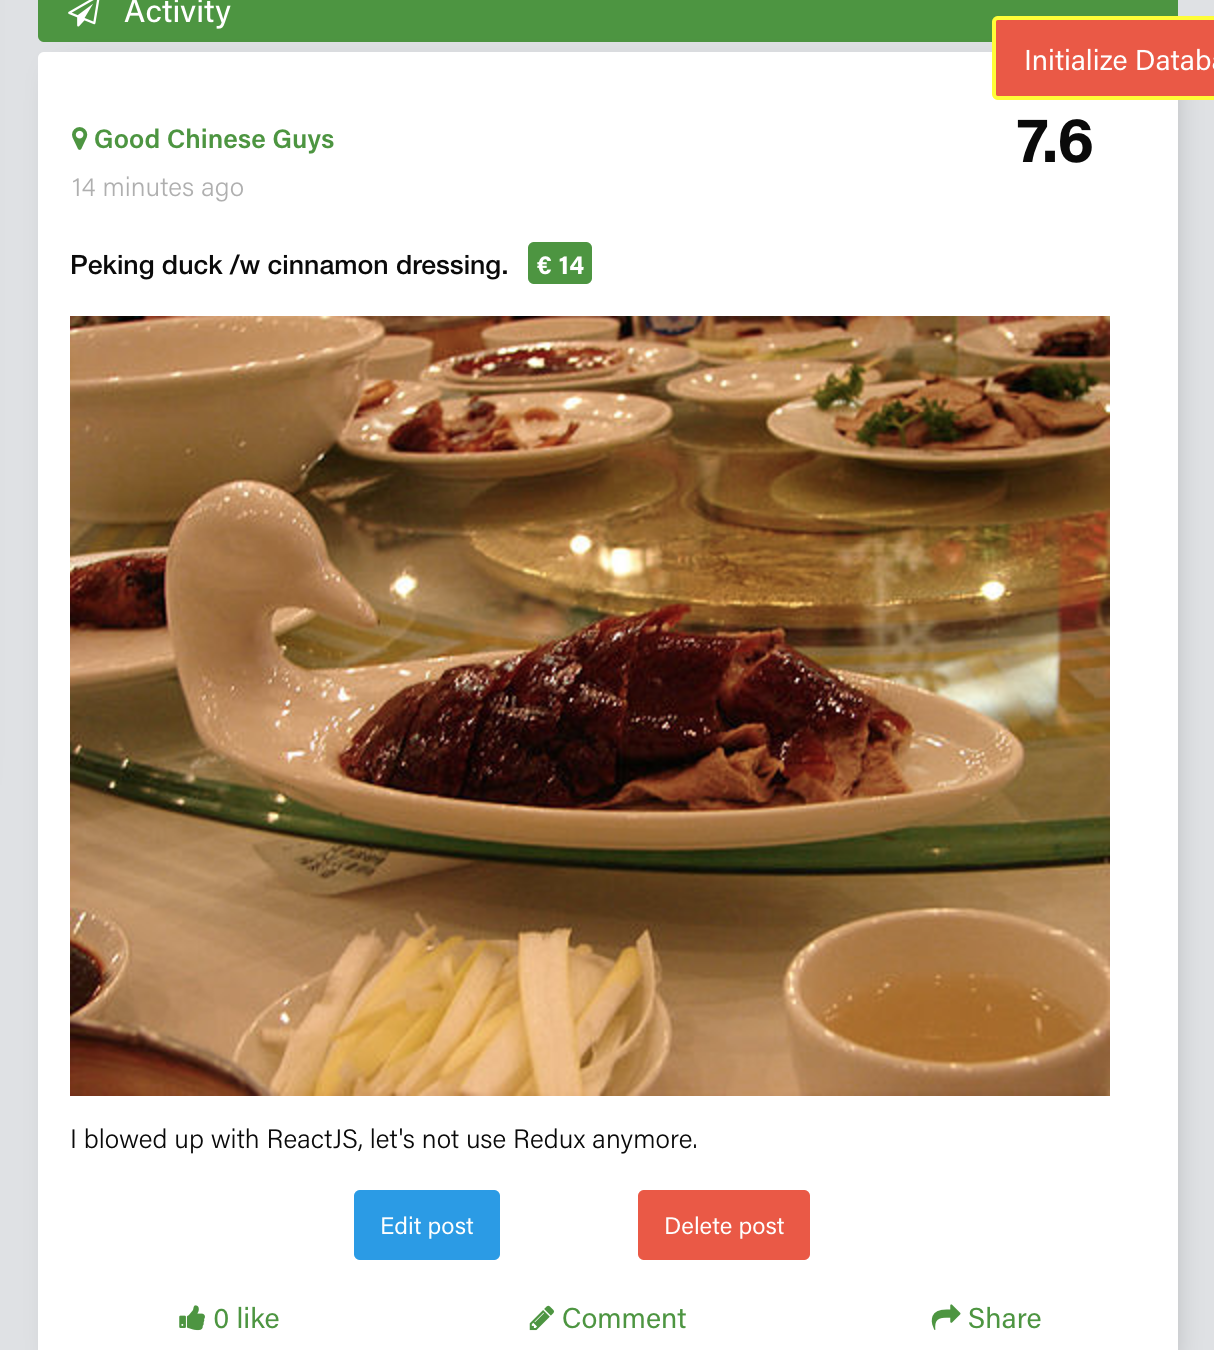 Activity
Initialize Databa
Good Chinese Guys
7.6
14 minutes ago
Peking duck /w cinnamon dressing.
€ 14
I blowed up with ReactJS, let's not use Redux anymore.
Edit post
Delete post
0 like
Comment
Share